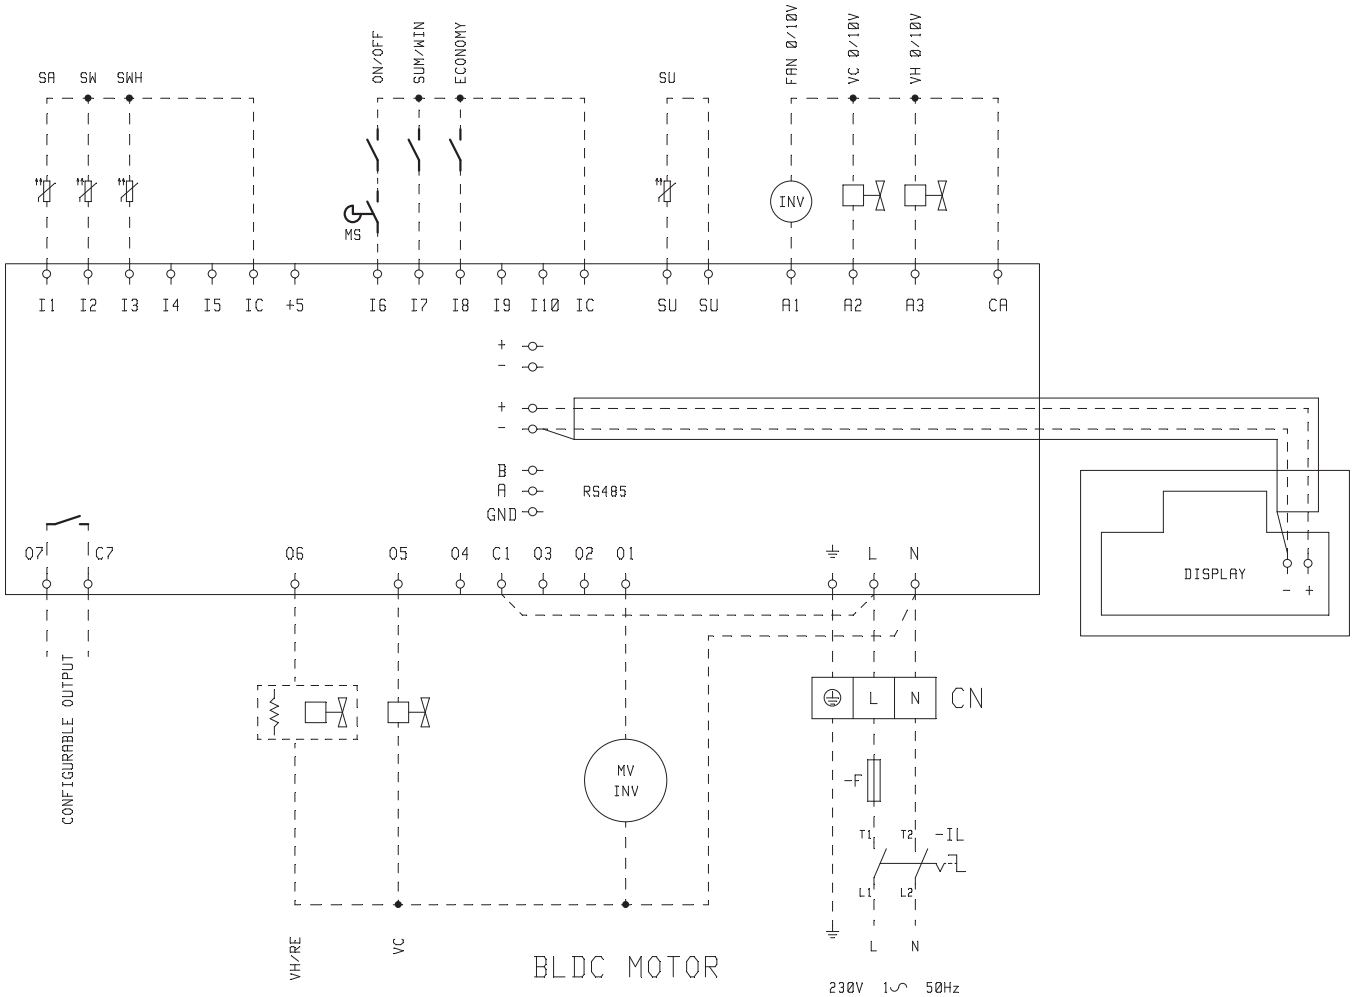 ON/OFF SUM/WIN ECONOMY
FAN 0/10V VC 0/10V VH 0/10V
SA SW SWH SU
INV
MS
I1 I2 I3 I4 I5 IC +5 I6 I7 I8 I9 I10 IC SU SU A1 A2 A3 CA
+
-
+
-
B
A RS485
GND
O7 C7 O6 O5 O4 C1 O3 O2 O1 L N
DISPLAY
- +
CONFIGURABLE OUTPUT
L N CN
MV
INV
-F
T1 T2 -IL
L1 L2
VH/RE VC
L N
BLDC MOTOR
230V 1 50Hz